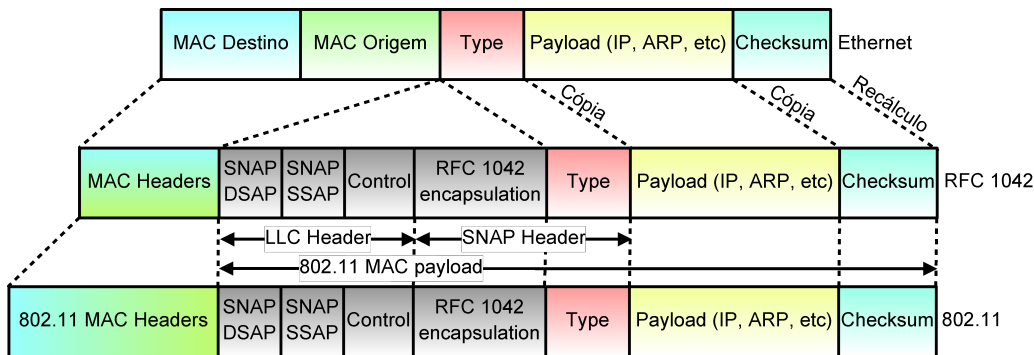 MAC Destino MAC Origem Type Payload (IP, ARP, etc) Checksum Ethernet
Cópia Cópia Recálculo
MAC Headers SNAP DSAP SNAP SSAP Control RFC 1042 encapsulation Type Payload (IP, ARP, etc) Checksum RFC 1042
LLC Header SNAP Header
802.11 MAC payload
802.11 MAC Headers SNAP DSAP SNAP SSAP Control RFC 1042 encapsulation Type Payload (IP, ARP, etc) Checksum 802.11